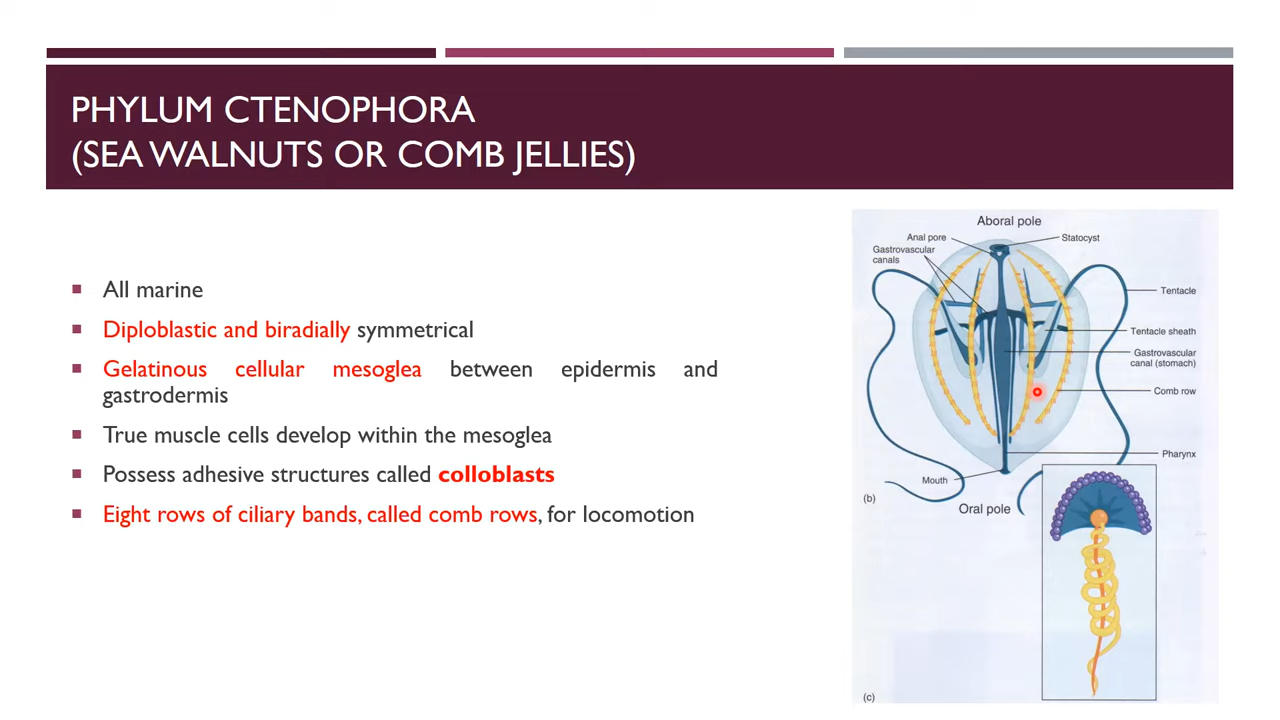 PHYLUM CTENOPHORA
(SEA WALNUTS OR COMB JELLIES)
All marine
Diploblastic and biradially symmetrical
Gelatinous cellular mesoglea between epidermis and
gastrodermis
True muscle cells develop within the mesoglea
Possess adhesive structures called colloblasts
Eight rows of ciliary bands, called comb rows, for locomotion
Aboral pole
Anal pore
Statocyst
Gastrovascular
canals
Tentacle
Tentacle sheath
Gastrovascular
canal (stomach)
Comb row
Pharynx
Mouth
(b)
Oral pole
(c)